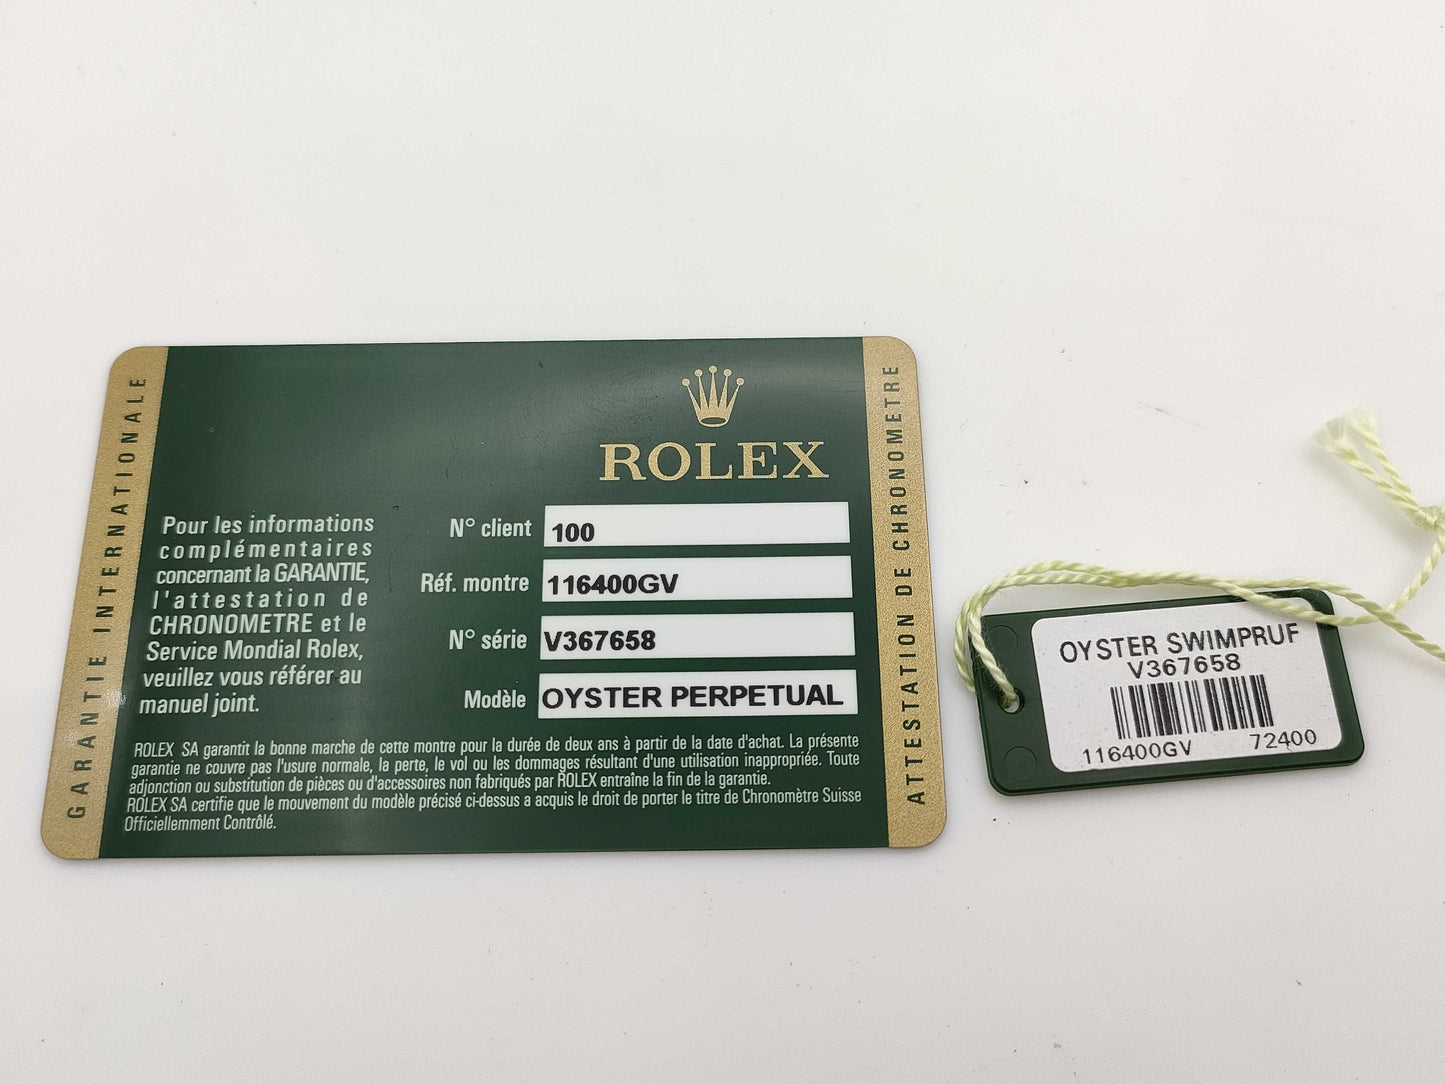 GARANTIE INTERNATIONALE
ROLEX
Pour les informations
complémentaires
concernant la GARANTIE,
l'attestation de
CHRONOMETRE et le
Service Mondial Rolex,
veuillez vous référer au
manuel joint.
N° client 100
Réf. montre 116400GV
N° série V367658
Modèle OYSTER PERPETUAL
ROLEX SA garantit la bonne marche de cette montre pour la durée de deux ans à partir de la date d'achat. La présente
garantie ne couvre pas l'usure normale, la perte, le vol ou les dommages résultant d'une utilisation inappropriée. Toute
adjonction ou substitution de pièces ou d'accessoires non fabriqués par ROLEX entraîne la fin de la garantie.
ROLEX SA certifie que le mouvement du modèle précisé ci-dessus a acquis le droit de porter le titre de Chronomètre Suisse
Officiellemment Contrôlé.
ATTESTATION DE CHRONOMETRE
OYSTER SWIMPRUF
V367658
116400GV 72400